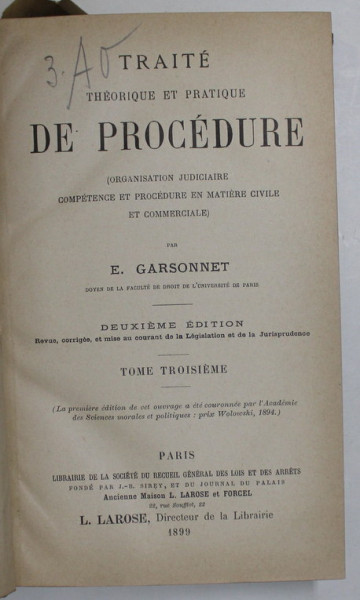 3. AO
TRAITÉ
THÉORIQUE ET PRATIQUE
DE PROCÉDURE
(ORGANISATION JUDICIAIRE
COMPÉTENCE ET PROCÉDURE EN MATIÈRE CIVILE
ET COMMERCIALE)
PAR
E. GARSONNET
DOYEN DE LA FACULTÉ DE DROIT DE L'UNIVERSITÉ DE PARIS
DEUXIÈME ÉDITION
Revue, corrigée, et mise au courant de la Législation et de la Jurisprudence
TOME TROISIÈME
(La première édition de cet ouvrage a été couronnée par l'Académie
des Sciences morales et politiques : prix Wolowski, 1894.)
PARIS
LIBRAIRIE DE LA SOCIÉTÉ DU RECUEIL GÉNÉRAL DES LOIS ET DES ARRÊTS
FONDÉ PAR J.-B. SIREY, ET DU JOURNAL DU PALAIS
Ancienne Maison L. LAROSE et FORCEL
22, rue Soufflot, 22
L. LAROSE, Directeur de la Librairie
1899